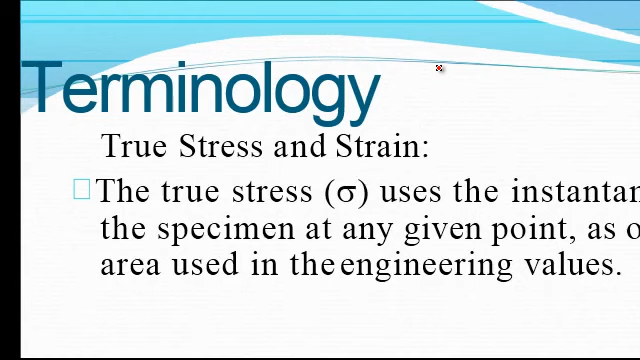 Terminology
True Stress and Strain:
The true stress (σ) uses the
the specimen at any given point, as
area used in the engineering values.